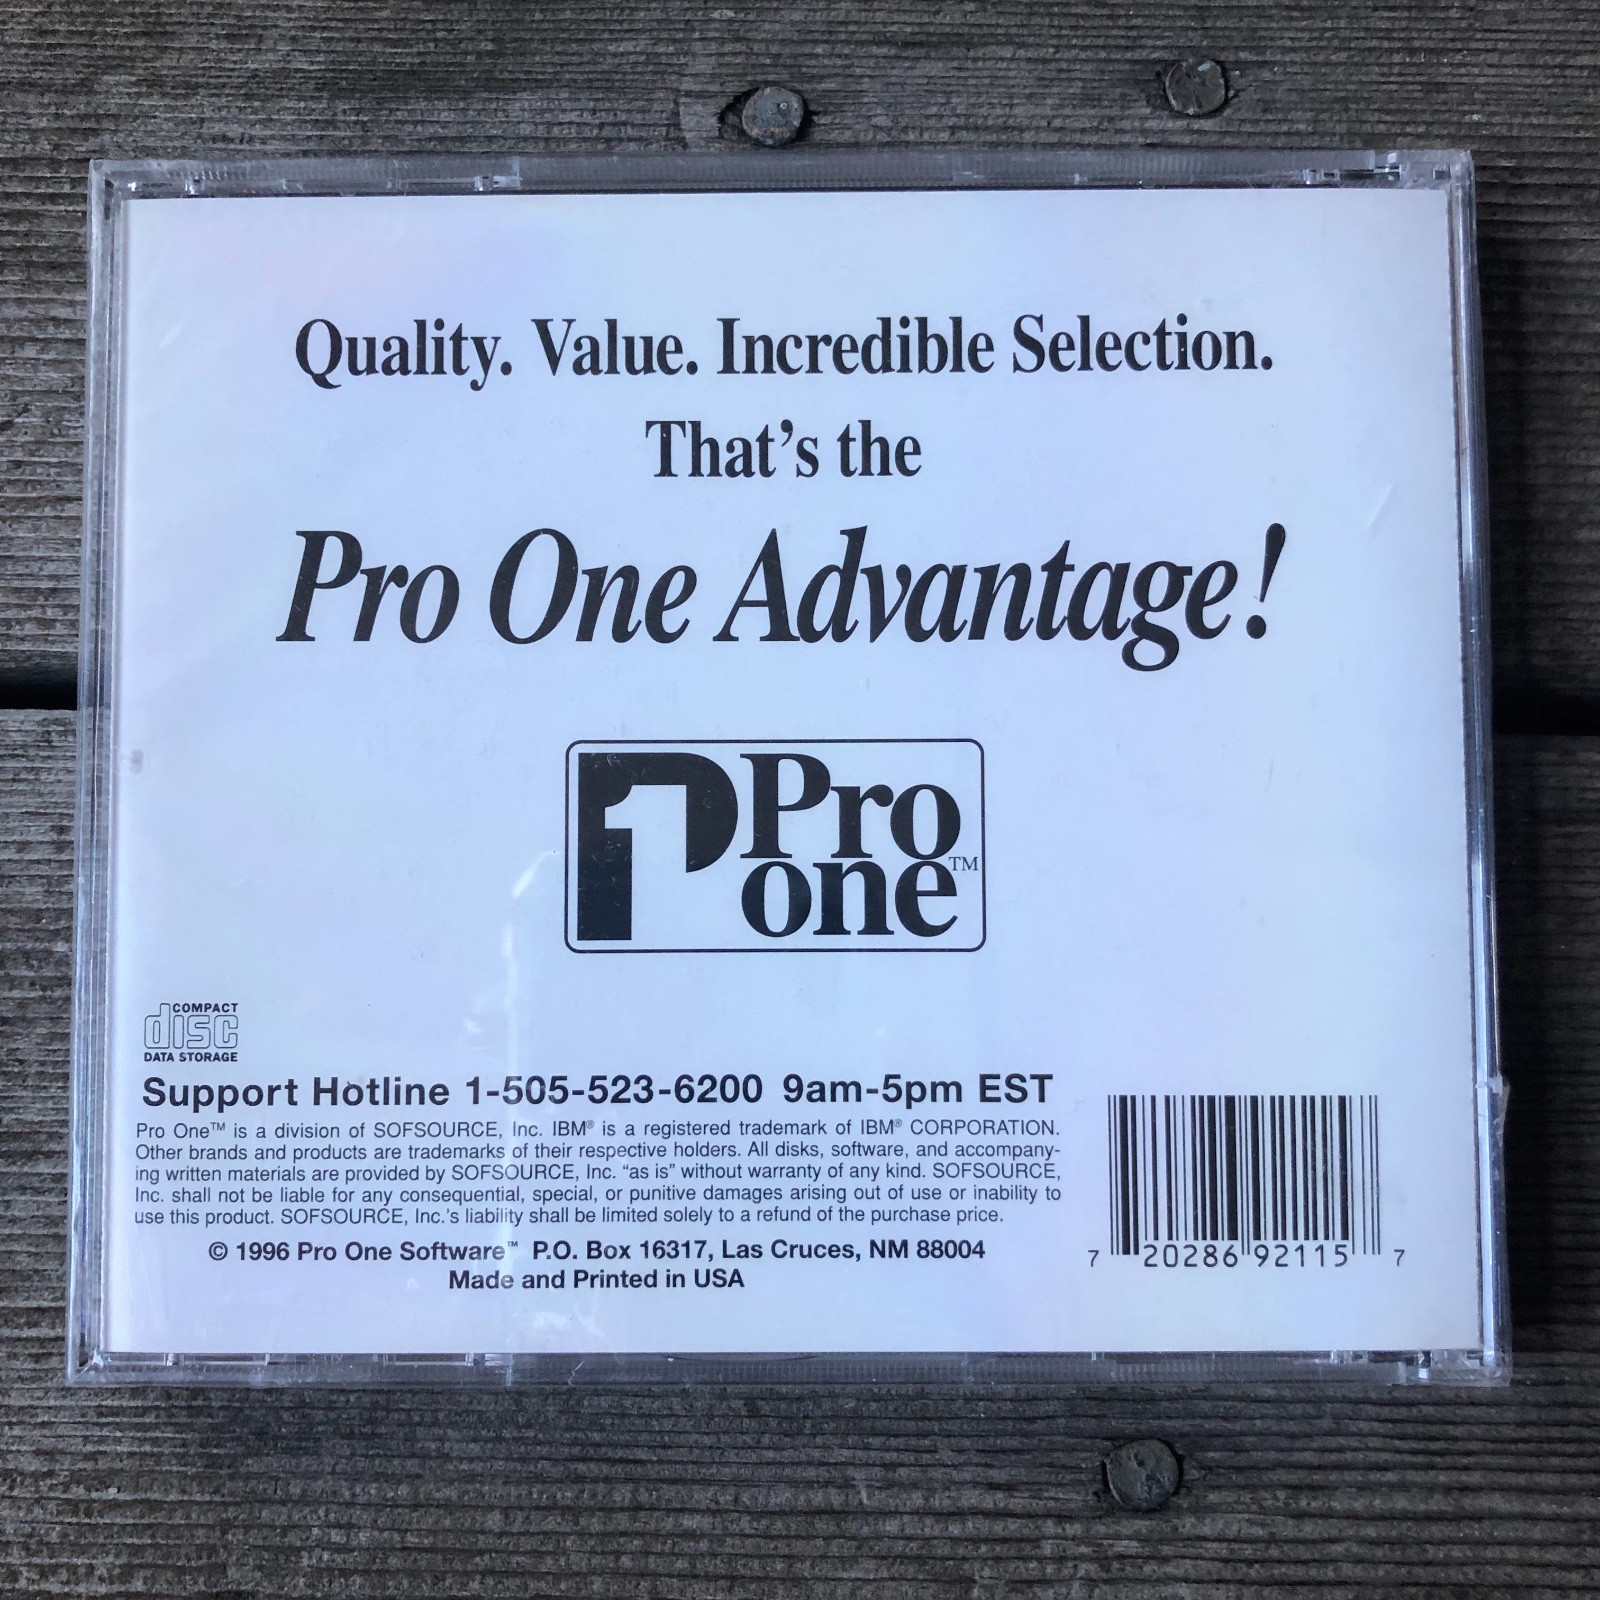 Quality. Value. Incredible Selection.
That's the
Pro One Advantage!
1 Pro
one™
COMPACT
disc
DATA STORAGE
Support Hotline 1-505-523-6200 9am-5pm EST
Pro One™ is a division of SOFSOURCE, Inc. IBM® is a registered trademark of IBM® CORPORATION.
Other brands and products are trademarks of their respective holders. All disks, software, and accompany-
ing written materials are provided by SOFSOURCE, Inc. “as is” without warranty of any kind. SOFSOURCE,
Inc. shall not be liable for any consequential, special, or punitive damages arising out of use or inability to
use this product. SOFSOURCE, Inc.'s liability shall be limited solely to a refund of the purchase price.
© 1996 Pro One Software™ P.O. Box 16317, Las Cruces, NM 88004
Made and Printed in USA
7 20286 92115 7